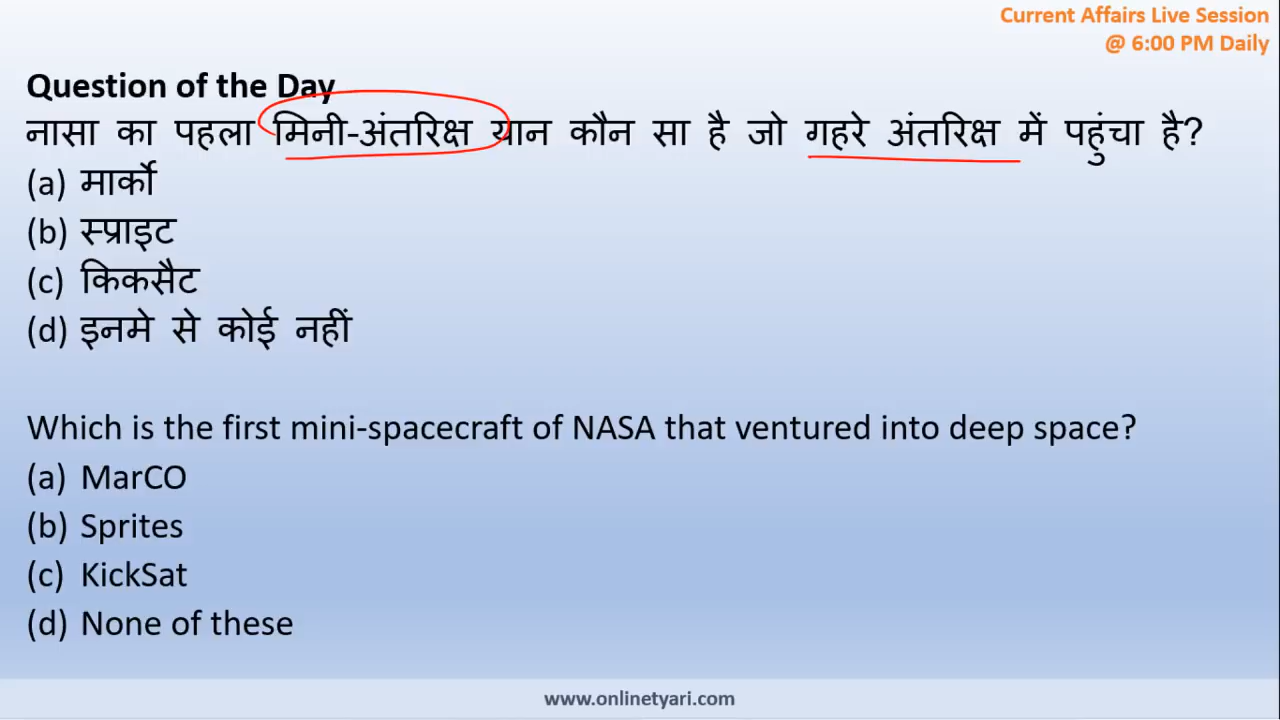 Current Affairs Live Session
@ 6:00 PM Daily
Question of the Day
नासा का पहला मिनी-अंतरिक्ष यान कौन सा है जो गहरे अंतरिक्ष में पहुंचा है?
(a) मार्को
(b) स्प्राइट
(c) किकसैट
(d) इनमे से कोई नहीं
Which is the first mini-spacecraft of NASA that ventured into deep space?
(a) MarCO
(b) Sprites
(c) KickSat
(d) None of these
www.onlinetyari.com